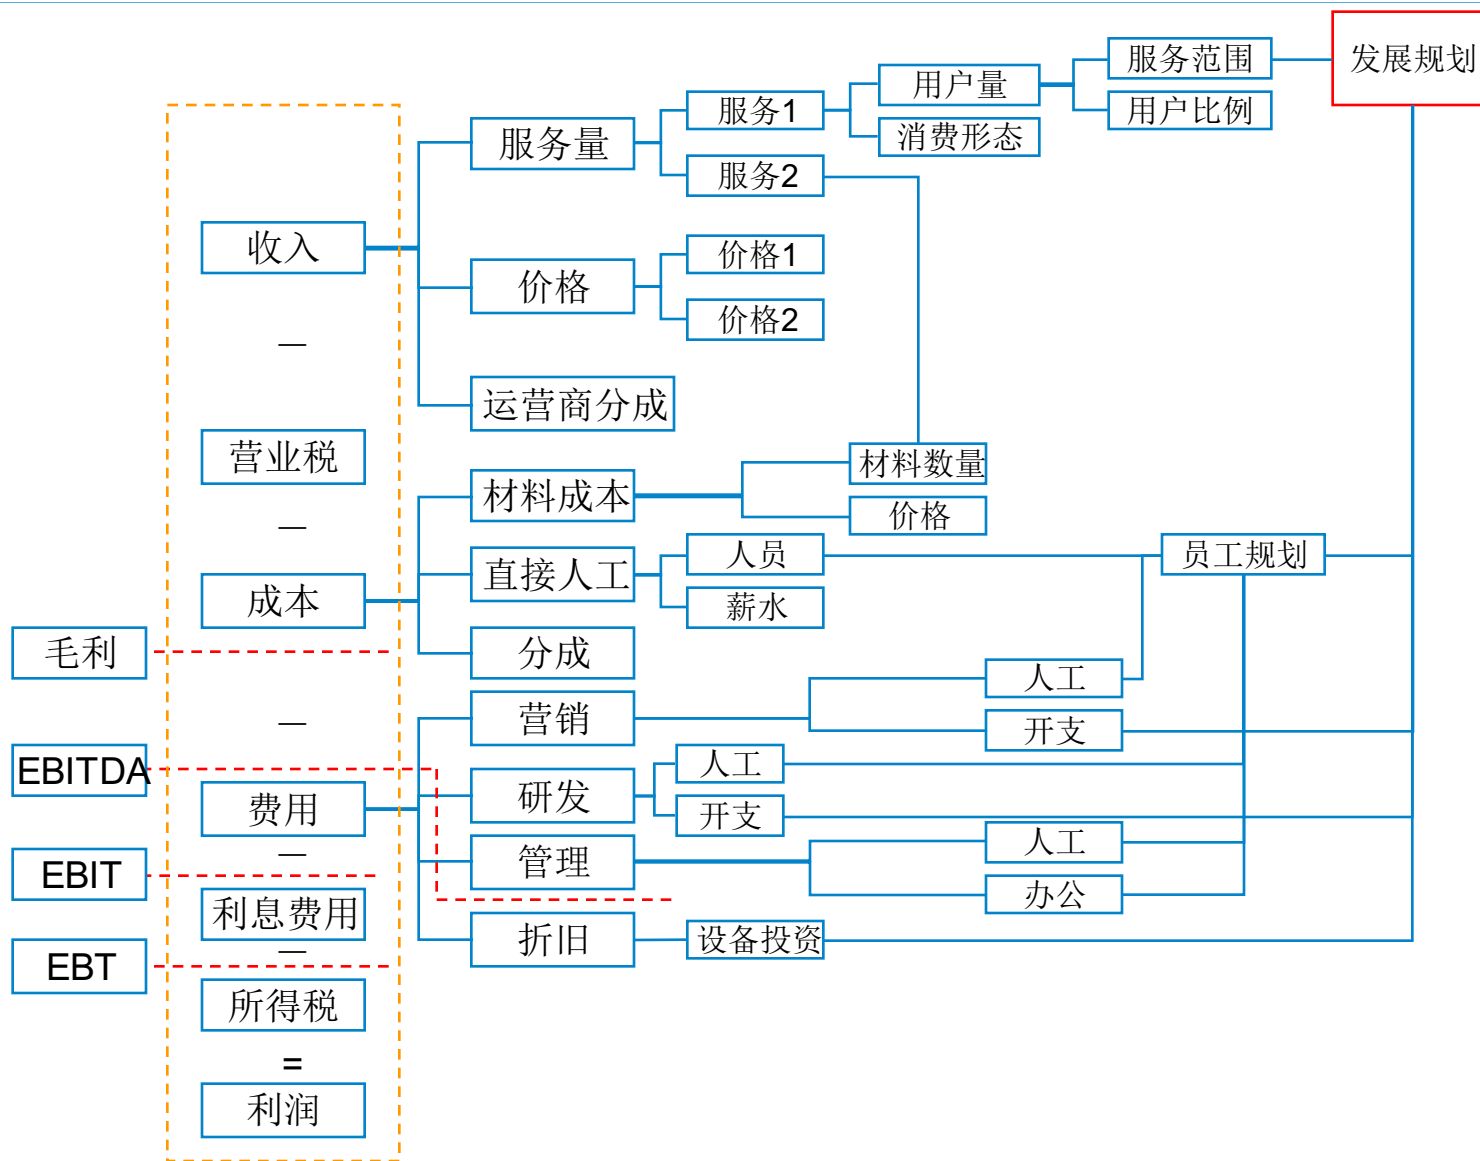 发展规划
服务范围
用户比例
用户量
消费形态
服务1
服务2
服务量
收入
价格
价格1
价格2
运营商分成
—
营业税
—
材料成本
材料数量
价格
直接人工
人员
薪水
员工规划
成本
分成
毛利
—
营销
人工
开支
EBITDA
费用
研发
人工
开支
管理
人工
办公
—
EBIT
利息费用
折旧
设备投资
—
EBT
所得税
=
利润